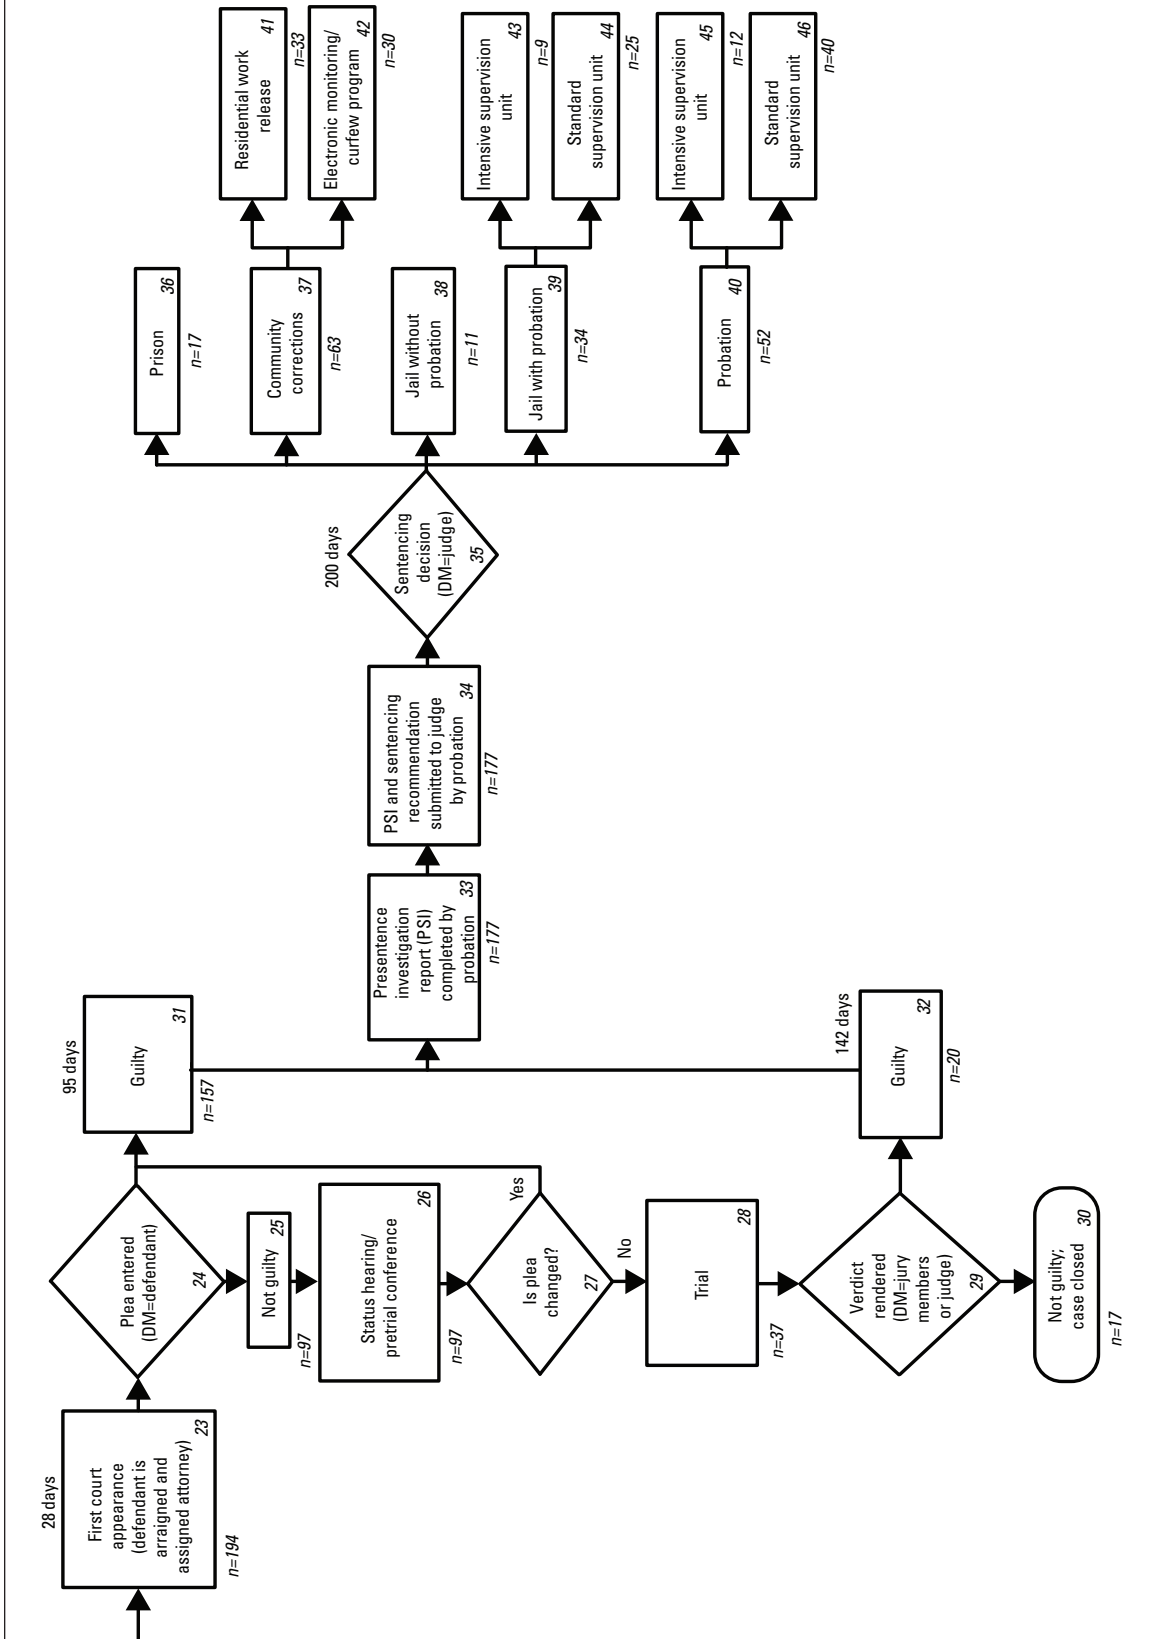 28 days
First court
appearance
(defendant is
arraigned and
assigned attorney)
23
n=194
Plea entered
(DM=defendant)
24
Not guilty
25
n=97
Status hearing/
pretrial conference
26
n=97
Is plea
changed?
27
Yes
No
Trial
28
n=37
Verdict
rendered
(DM=jury
members
or judge)
29
Not guilty;
case closed
30
n=17
95 days
Guilty
31
n=157
142 days
Guilty
32
n=20
Presentence
investigation
report (PSI)
completed by
probation
33
n=177
PSI and sentencing
recommendation
submitted to judge
by probation
34
n=177
200 days
Sentencing
decision
(DM=judge)
35
Prison
36
n=17
Community
corrections
37
n=63
Jail without
probation
38
n=11
Jail with probation
39
n=34
Probation
40
n=52
Residential work
release
41
n=33
Electronic monitoring/
curfew program
42
n=30
Intensive supervision
unit
43
n=9
Standard
supervision unit
44
n=25
Intensive supervision
unit
45
n=12
Standard
supervision unit
46
n=40